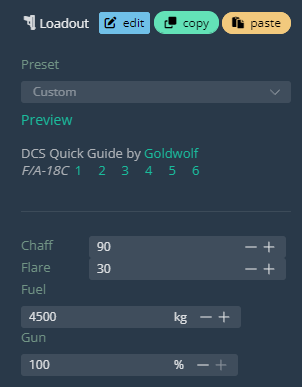 Loadout edit copy paste
Preset
Custom
Preview
DCS Quick Guide by Goldwolf
F/A-18C 1 2 3 4 5 6
Chaff 90
Flare 30
Fuel
4500 kg
Gun
100 %